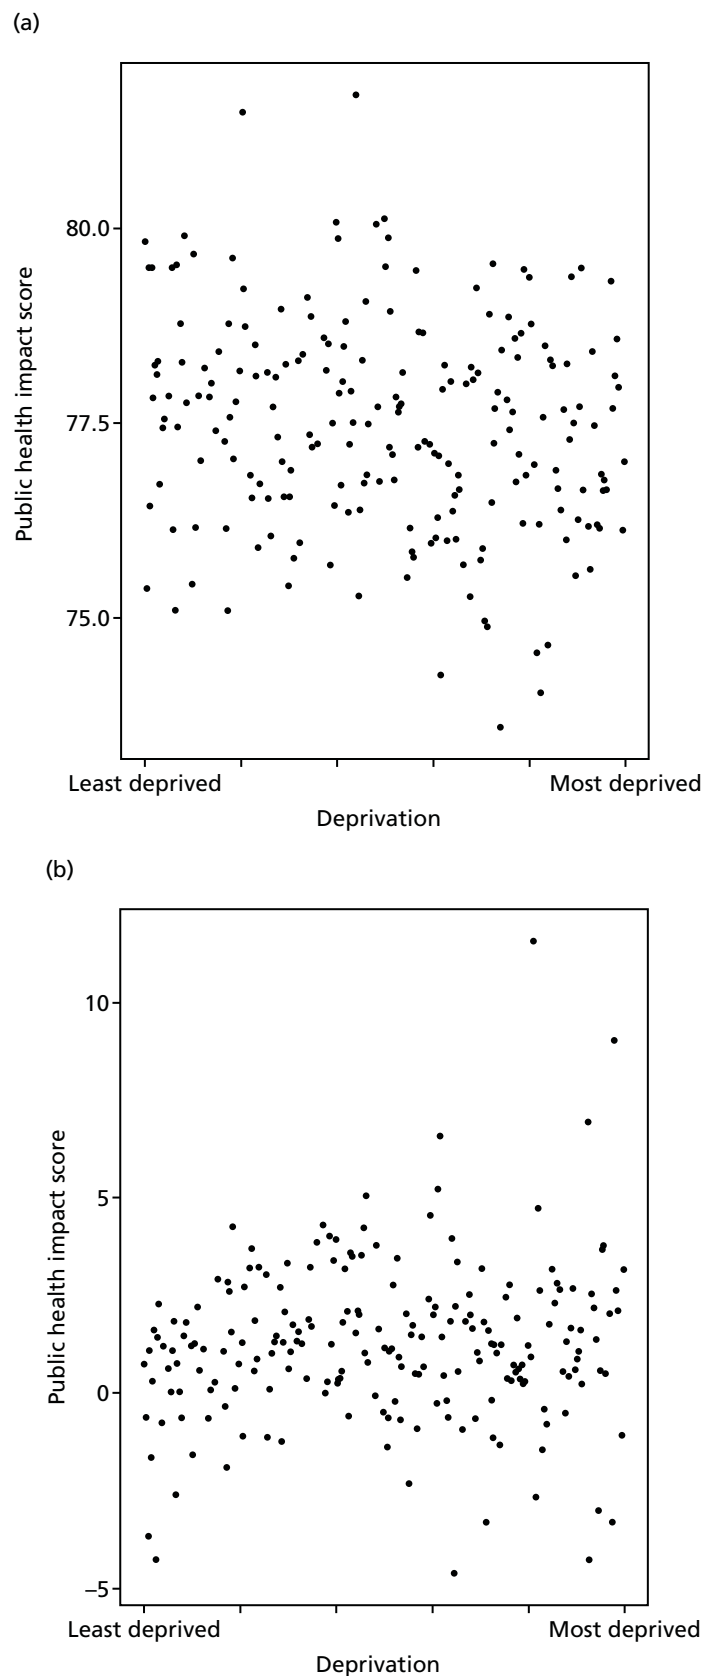 (a)
Public health impact score
80.0
77.5
75.0
Least deprived
Most deprived
Deprivation
(b)
Public health impact score
10
5
0
–5
Least deprived
Most deprived
Deprivation